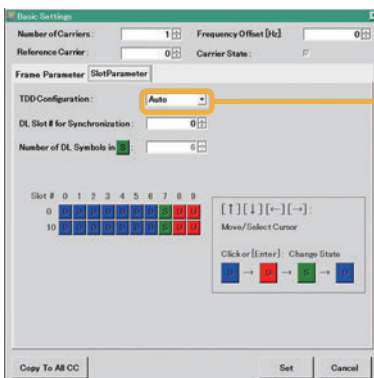 Basic Settings
Number of Carriers : 1 Frequency Offset [Hz] 0
Reference Carrier : 0 Carrier State :
Frame Parameter SlotParameter
TDD Configuration : Auto
DL Slot # for Synchronization : 0
Number of DL Symbols in S : 6
Slot # 0 1 2 3 4 5 6 7 8 9
0 D D D D D D D S U U
10 D D D D D D D S U U
[↑][↓][←][→] :
Move/Select Cursor
Click or [Enter] : Change State
D → U → S → D
Copy To All CC Set Cancel